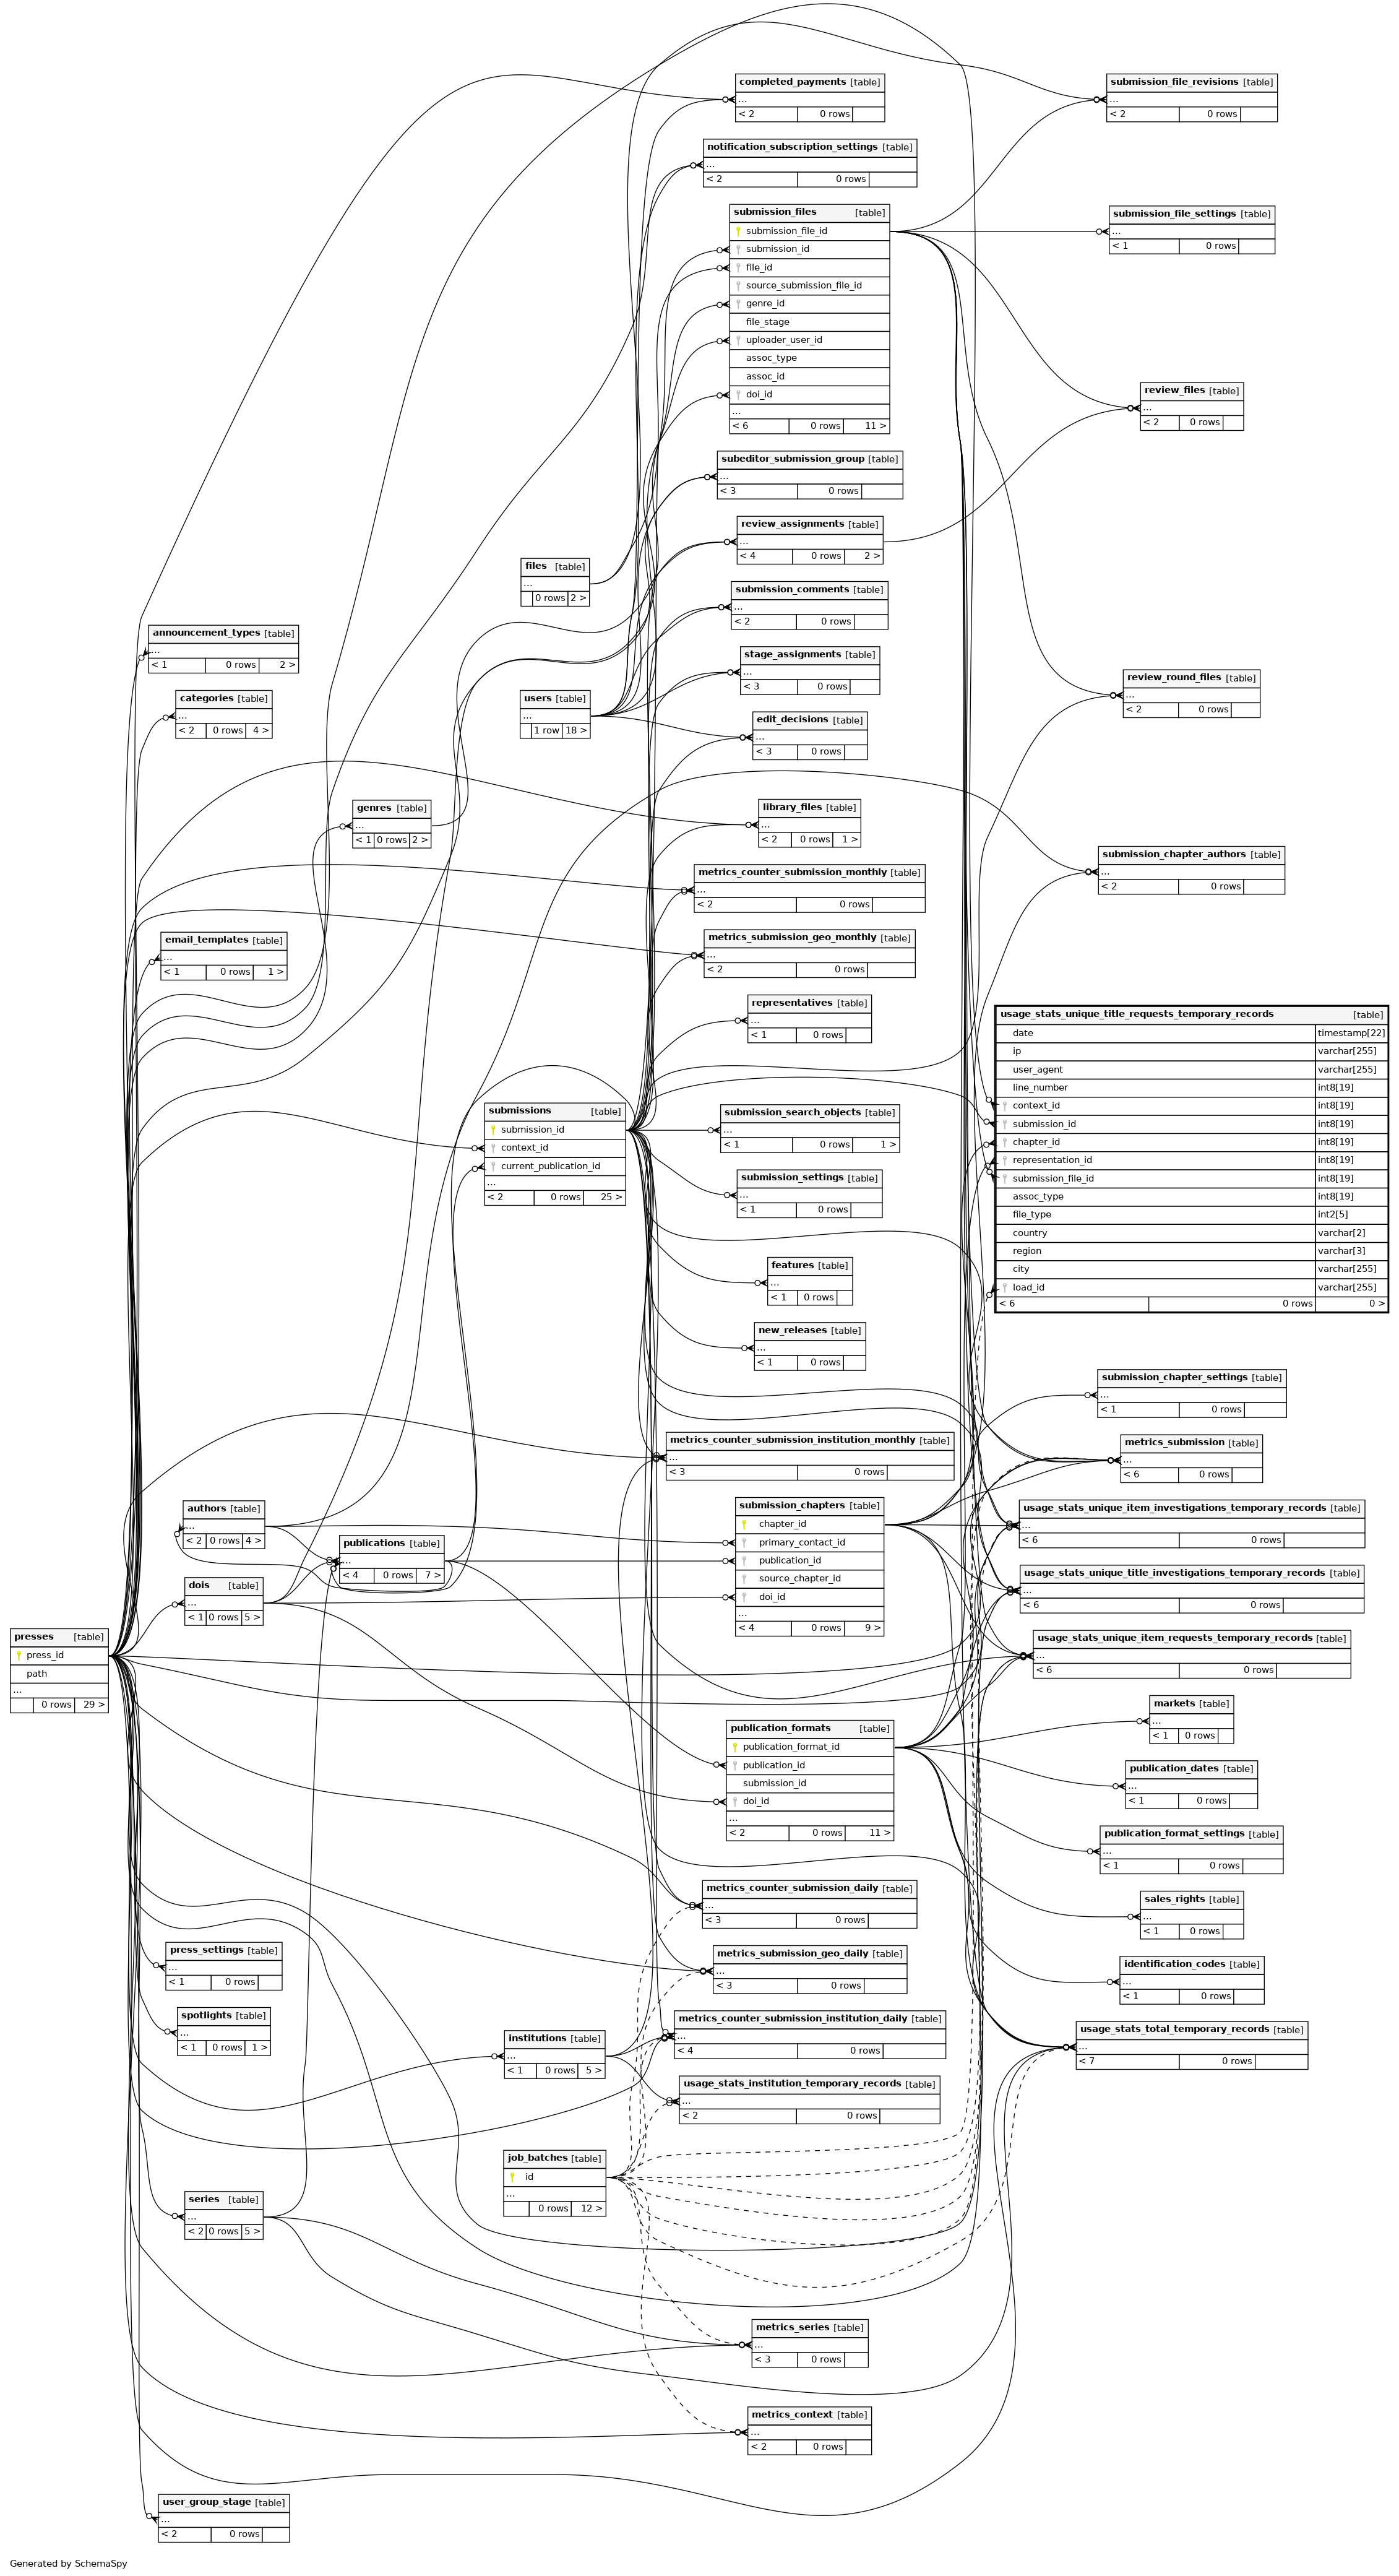 completed_payments [table]
...
< 2 0 rows
submission_file_revisions [table]
...
< 2 0 rows
notification_subscription_settings [table]
...
< 2 0 rows
submission_files [table]
submission_file_id
submission_id
file_id
source_submission_file_id
genre_id
file_stage
uploader_user_id
assoc_type
assoc_id
doi_id
...
< 6 0 rows 11 >
submission_file_settings [table]
...
< 1 0 rows
review_files [table]
...
< 2 0 rows
subeditor_submission_group [table]
...
< 3 0 rows
review_assignments [table]
...
< 4 0 rows 2 >
files [table]
...
0 rows 2 >
submission_comments [table]
...
< 2 0 rows
announcement_types [table]
...
< 1 0 rows 2 >
stage_assignments [table]
...
< 3 0 rows
review_round_files [table]
...
< 2 0 rows
categories [table]
...
< 2 0 rows 4 >
users [table]
...
1 row 18 >
edit_decisions [table]
...
< 3 0 rows
genres [table]
...
< 1 0 rows 2 >
library_files [table]
...
< 2 0 rows 1 >
submission_chapter_authors [table]
...
< 2 0 rows
metrics_counter_submission_monthly [table]
...
< 2 0 rows
email_templates [table]
...
< 1 0 rows 1 >
metrics_submission_geo_monthly [table]
...
< 2 0 rows
representatives [table]
...
< 1 0 rows
usage_stats_unique_title_requests_temporary_records [table]
date timestamp[22]
ip varchar[255]
user_agent varchar[255]
line_number int8[19]
context_id int8[19]
submission_id int8[19]
chapter_id int8[19]
representation_id int8[19]
submission_file_id int8[19]
assoc_type int8[19]
file_type int2[5]
country varchar[2]
region varchar[3]
city varchar[255]
load_id varchar[255]
< 6 0 rows 0 >
submissions [table]
submission_id
context_id
current_publication_id
...
< 2 0 rows 25 >
submission_search_objects [table]
...
< 1 0 rows 1 >
submission_settings [table]
...
< 1 0 rows
features [table]
...
< 1 0 rows
new_releases [table]
...
< 1 0 rows
submission_chapter_settings [table]
...
< 1 0 rows
metrics_counter_submission_institution_monthly [table]
...
< 3 0 rows
metrics_submission [table]
...
< 6 0 rows
authors [table]
...
< 2 0 rows 4 >
publications [table]
...
< 4 0 rows 7 >
submission_chapters [table]
chapter_id
primary_contact_id
publication_id
source_chapter_id
doi_id
...
< 4 0 rows 9 >
usage_stats_unique_item_investigations_temporary_records [table]
...
< 6 0 rows
usage_stats_unique_title_investigations_temporary_records [table]
...
< 6 0 rows
dois [table]
...
< 1 0 rows 5 >
presses [table]
press_id
path
...
0 rows 29 >
usage_stats_unique_item_requests_temporary_records [table]
...
< 6 0 rows
markets [table]
...
< 1 0 rows
publication_formats [table]
publication_format_id
publication_id
submission_id
doi_id
...
< 2 0 rows 11 >
publication_dates [table]
...
< 1 0 rows
publication_format_settings [table]
...
< 1 0 rows
metrics_counter_submission_daily [table]
...
< 3 0 rows
sales_rights [table]
...
< 1 0 rows
press_settings [table]
...
< 1 0 rows
metrics_submission_geo_daily [table]
...
< 3 0 rows
identification_codes [table]
...
< 1 0 rows
spotlights [table]
...
< 1 0 rows 1 >
metrics_counter_submission_institution_daily [table]
...
< 4 0 rows
usage_stats_total_temporary_records [table]
...
< 7 0 rows
institutions [table]
...
< 1 0 rows 5 >
usage_stats_institution_temporary_records [table]
...
< 2 0 rows
job_batches [table]
id
...
0 rows 12 >
series [table]
...
< 2 0 rows 5 >
metrics_series [table]
...
< 3 0 rows
metrics_context [table]
...
< 2 0 rows
user_group_stage [table]
...
< 2 0 rows
Generated by SchemaSpy